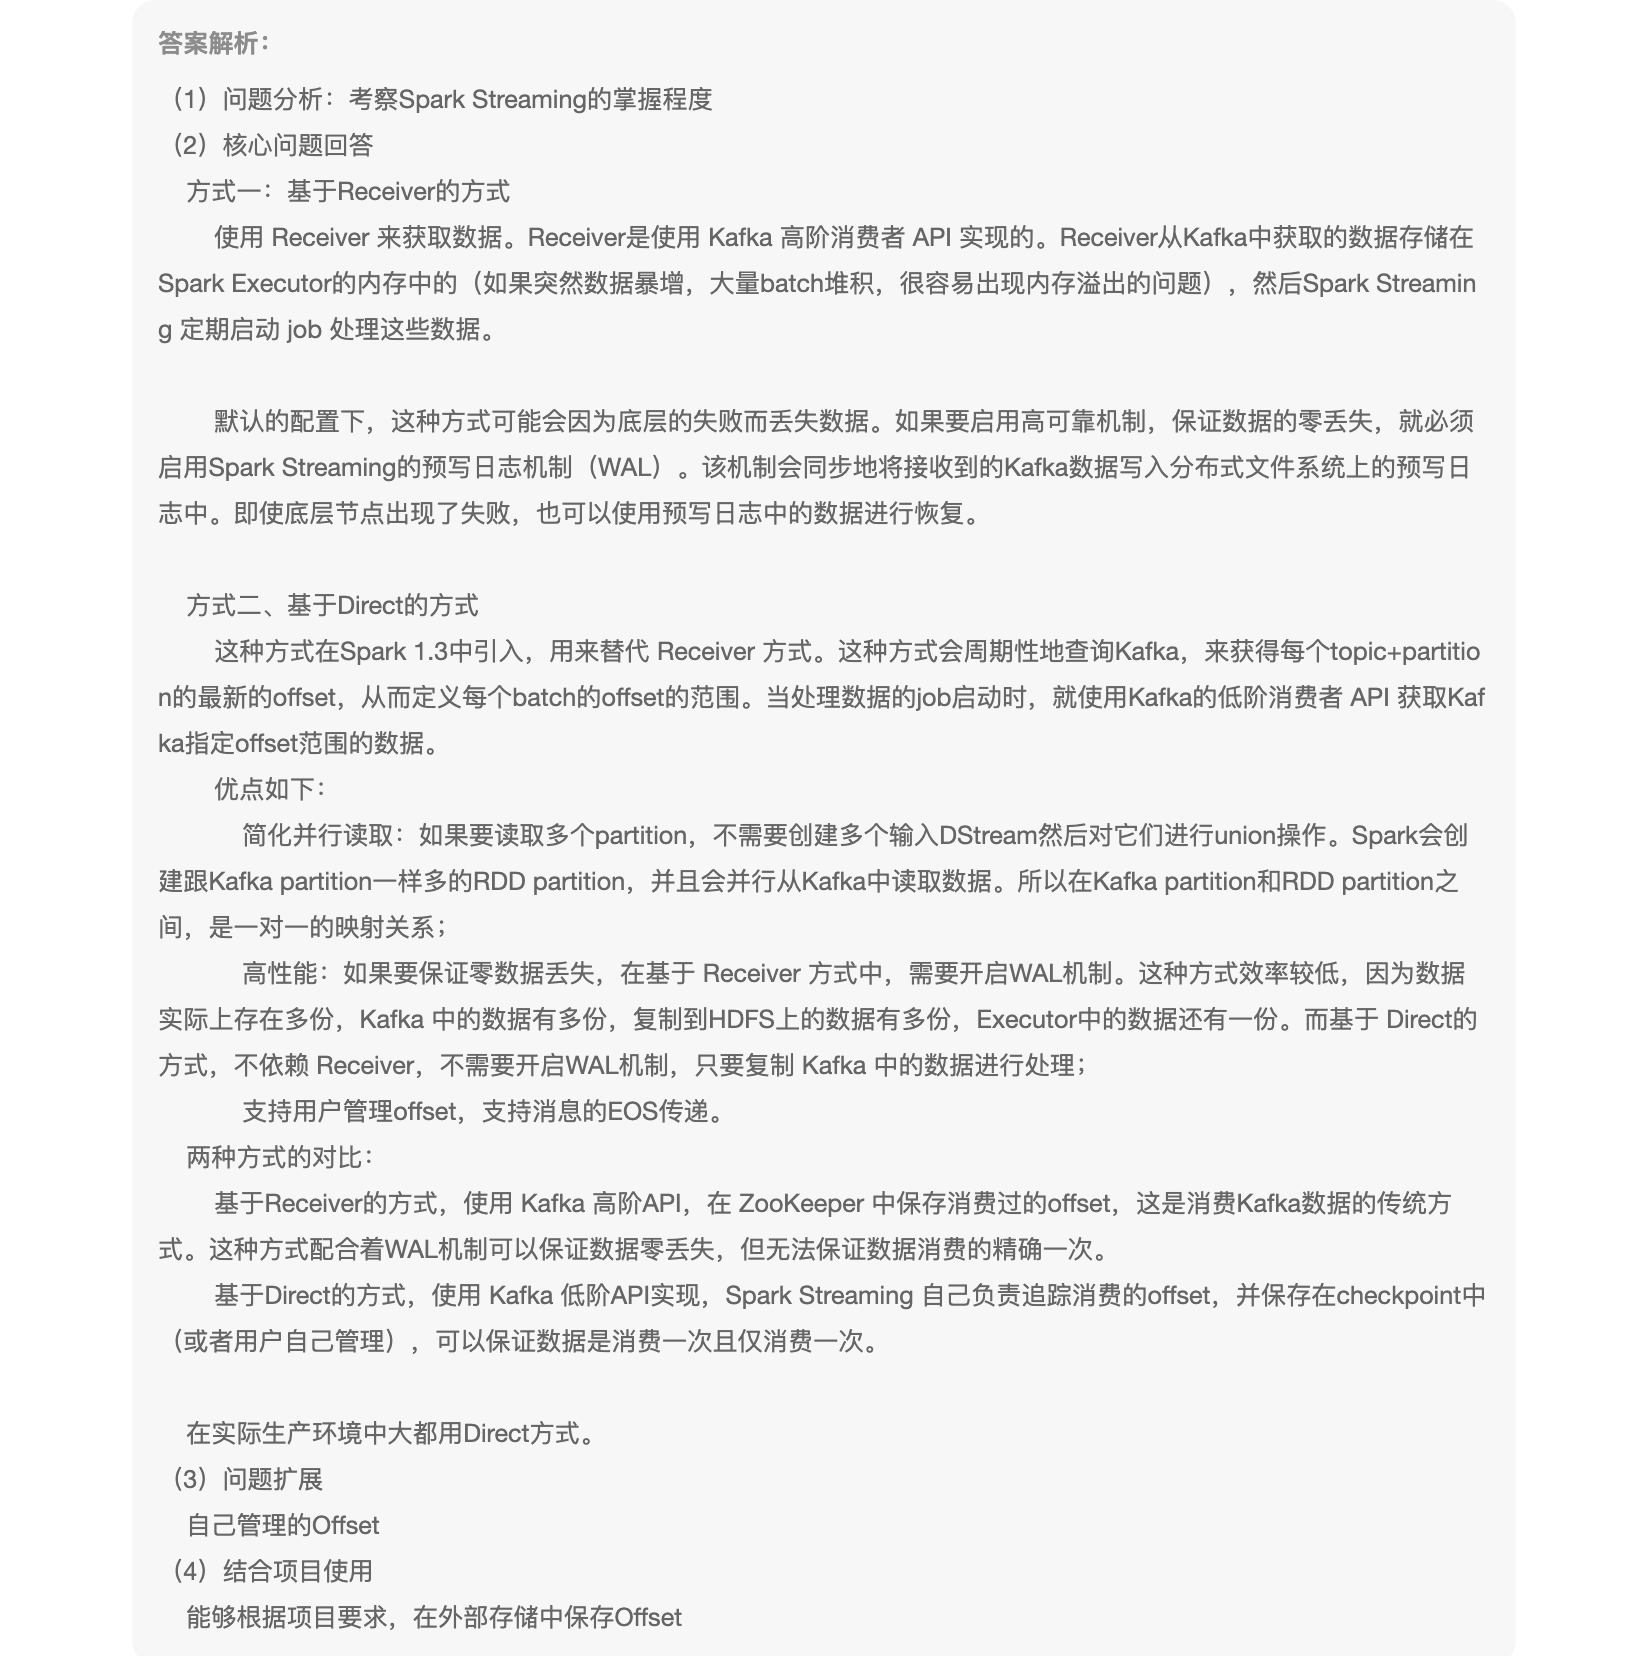 答案解析：
（1）问题分析：考察Spark Streaming的掌握程度
（2）核心问题回答
方式一：基于Receiver的方式
使用 Receiver 来获取数据。Receiver是使用 Kafka 高阶消费者 API 实现的。Receiver从Kafka中获取的数据存储在
Spark Executor的内存中的（如果突然数据暴增，大量batch堆积，很容易出现内存溢出的问题），然后Spark Streamin
g 定期启动 job 处理这些数据。
默认的配置下，这种方式可能会因为底层的失败而丢失数据。如果要启用高可靠机制，保证数据的零丢失，就必须
启用Spark Streaming的预写日志机制（WAL）。该机制会同步地将接收到的Kafka数据写入分布式文件系统上的预写日
志中。即使底层节点出现了失败，也可以使用预写日志中的数据进行恢复。
方式二、基于Direct的方式
这种方式在Spark 1.3中引入，用来替代 Receiver 方式。这种方式会周期性地查询Kafka，来获得每个topic+partitio
n的最新的offset，从而定义每个batch的offset的范围。当处理数据的job启动时，就使用Kafka的低阶消费者 API 获取Kaf
ka指定offset范围的数据。
优点如下：
简化并行读取：如果要读取多个partition，不需要创建多个输入DStream然后对它们进行union操作。Spark会创
建跟Kafka partition一样多的RDD partition，并且会并行从Kafka中读取数据。所以在Kafka partition和RDD partition之
间，是一对一的映射关系；
高性能：如果要保证零数据丢失，在基于 Receiver 方式中，需要开启WAL机制。这种方式效率较低，因为数据
实际上存在多份，Kafka 中的数据有多份，复制到HDFS上的数据有多份，Executor中的数据还有一份。而基于 Direct的
方式，不依赖 Receiver，不需要开启WAL机制，只要复制 Kafka 中的数据进行处理；
支持用户管理offset，支持消息的EOS传递。
两种方式的对比：
基于Receiver的方式，使用 Kafka 高阶API，在 ZooKeeper 中保存消费过的offset，这是消费Kafka数据的传统方
式。这种方式配合着WAL机制可以保证数据零丢失，但无法保证数据消费的精确一次。
基于Direct的方式，使用 Kafka 低阶API实现，Spark Streaming 自己负责追踪消费的offset，并保存在checkpoint中
（或者用户自己管理），可以保证数据是消费一次且仅消费一次。
在实际生产环境中大都用Direct方式。
（3）问题扩展
自己管理的Offset
（4）结合项目使用
能够根据项目要求，在外部存储中保存Offset